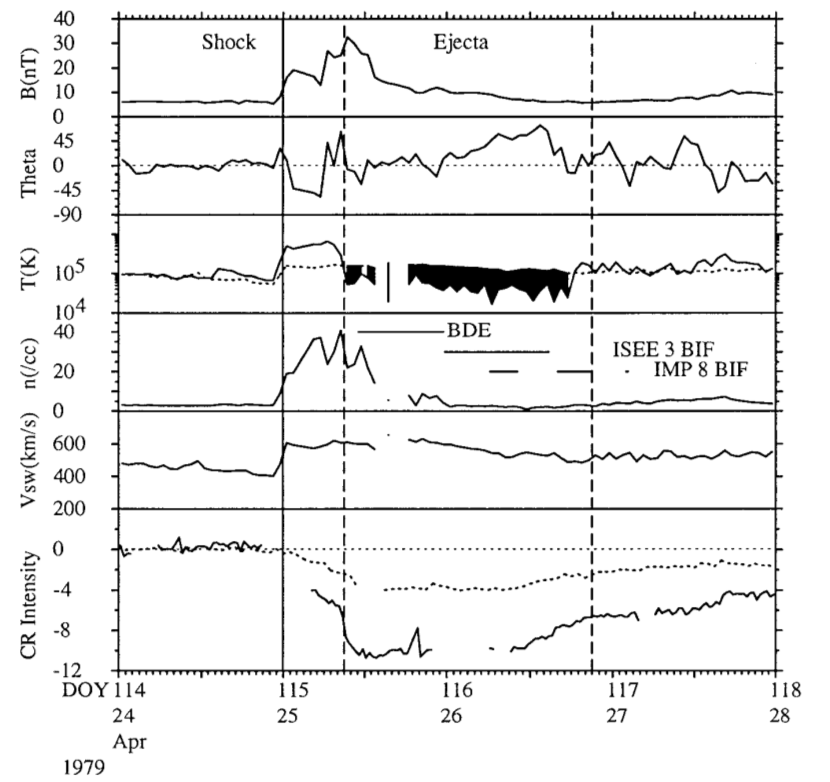 40
Shock
Ejecta
30
B(nT)
20
10
0
45
Theta
0
-45
-90
T(K)
10^5
10^4
40
BDE
n(/cc)
ISEE 3 BIF
20
IMP 8 BIF
0
Vsw(km/s)
600
400
200
CR Intensity
0
-4
-8
-12
DOY 114 115 116 117 118
24 25 26 27 28
Apr
1979